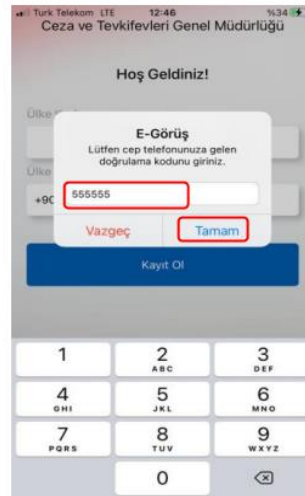 Turk Telekom LTE 12:46 %34
Ceza ve Tevkifevleri Genel Müdürlüğü
Hoş Geldiniz!
Ülke
E-Görüş
Lütfen cep telefonunuza gelen
doğrulama kodunu giriniz.
Ülke
+90
555555
Vazgeç Tamam
Kayıt Ol
1 2 3
ABC DEF
4 5 6
GHI JKL MNO
7 8 9
PQRS TUV WXYZ
0